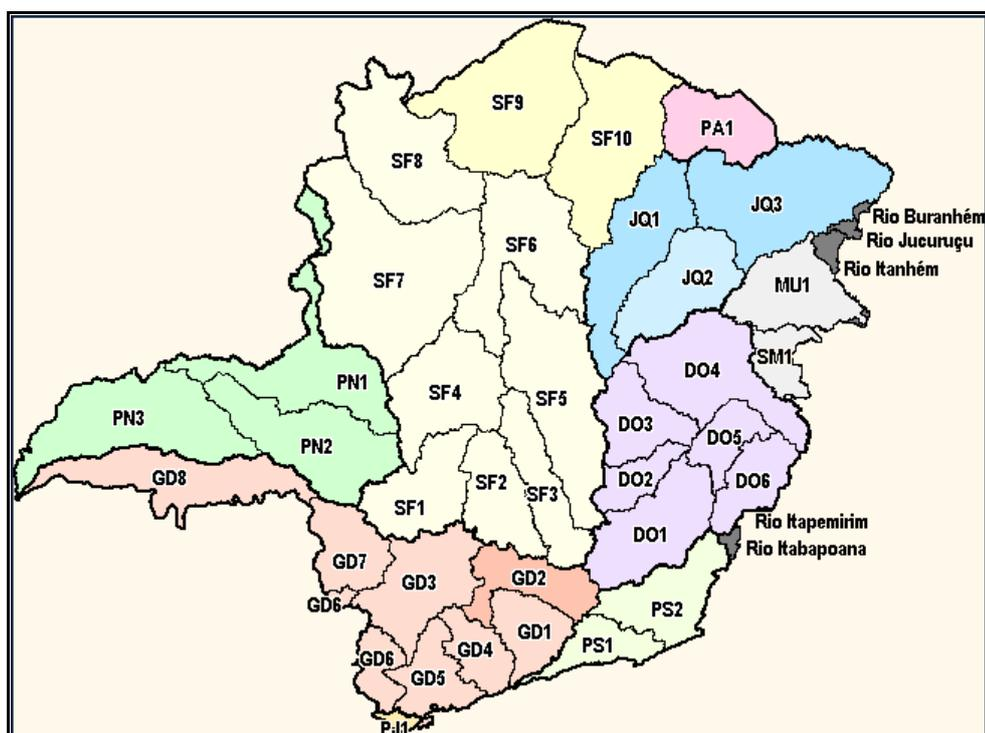 SF9
SF10
PA1
SF8
JQ3
JQ1
Rio Buranhém
Rio Jucuruçu
SF6
Rio Itanhém
SF7
JQ2
MU1
SM1
DO4
PN1
SF4
SF5
PN3
DO3
DO5
PN2
GD8
SF2
DO2
DO6
SF3
SF1
Rio Itapemirim
DO1
Rio Itabapoana
GD7
GD3
GD2
GD6
PS2
GD1
PS1
GD4
GD6
GD5
PJ1